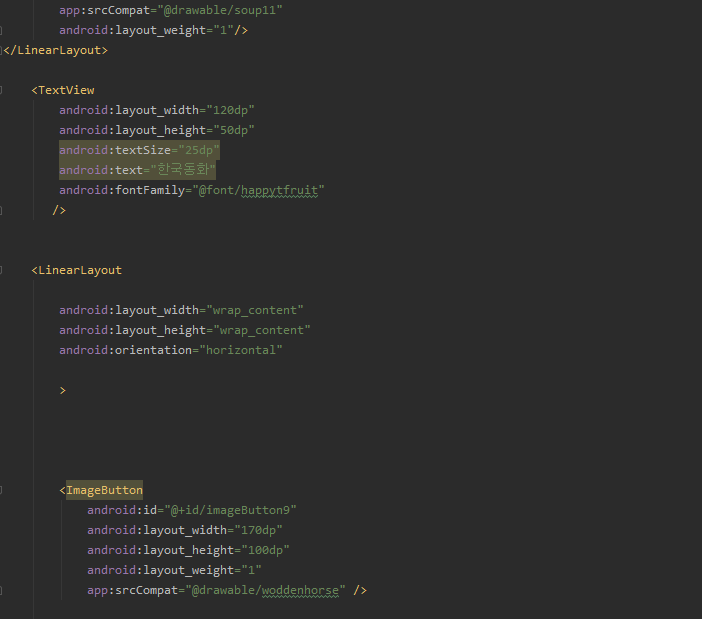 app:srcCompat="@drawable/soup11"
android:layout_weight="1"/>
</LinearLayout>
<TextView
android:layout_width="120dp"
android:layout_height="50dp"
android:textSize="25dp"
android:text="한국동화"
android:fontFamily="@font/happytfruit"
/>
<LinearLayout
android:layout_width="wrap_content"
android:layout_height="wrap_content"
android:orientation="horizontal"
>
<ImageButton
android:id="@+id/imageButton9"
android:layout_width="170dp"
android:layout_height="100dp"
android:layout_weight="1"
app:srcCompat="@drawable/woddenhorse" />